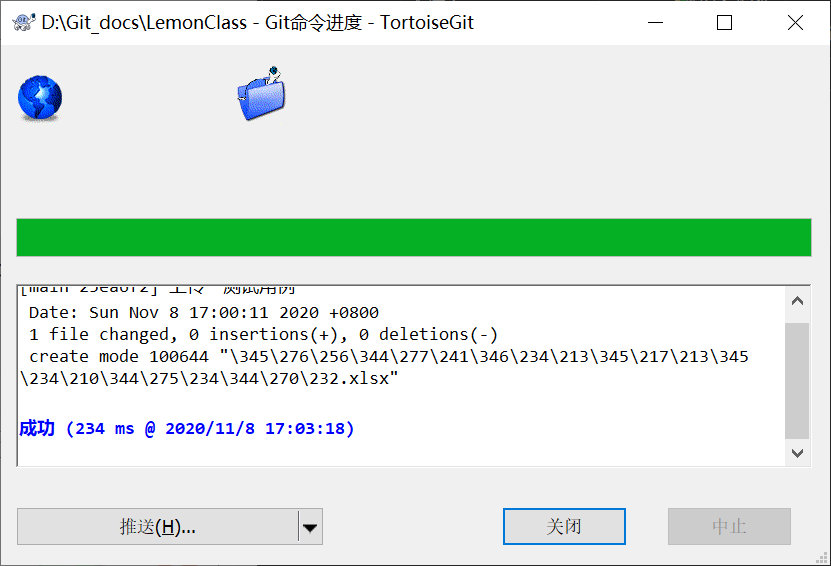 D:\Git_docs\LemonClass - Git命令进度 - TortoiseGit
Date: Sun Nov 8 17:00:11 2020 +0800
1 file changed, 0 insertions(+), 0 deletions(-)
create mode 100644 "\345\276\256\344\277\241\346\234\213\345\217\213\345
\234\210\344\275\234\344\270\232.xlsx"
成功 (234 ms @ 2020/11/8 17:03:18)
推送(H)...
关闭
中止